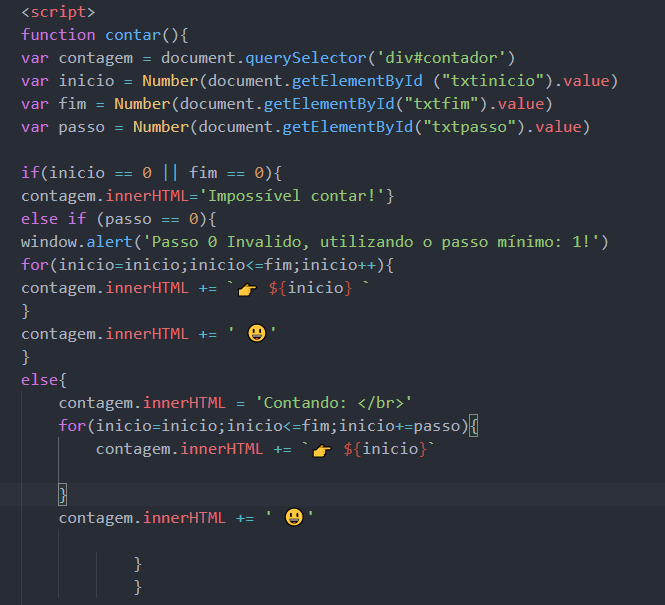 <script>
function contar(){
var contagem = document.querySelector('div#contador')
var inicio = Number(document.getElementById ("txtinicio").value)
var fim = Number(document.getElementById("txtfim").value)
var passo = Number(document.getElementById("txtpasso").value)
if(inicio == 0 || fim == 0){
contagem.innerHTML='Impossível contar!'}
else if (passo == 0){
window.alert('Passo 0 Invalido, utilizando o passo mínimo: 1!')
for(inicio=inicio;inicio<=fim;inicio++){
contagem.innerHTML += `👉 ${inicio} `
}
contagem.innerHTML += ' 😃'
}
else{
contagem.innerHTML = 'Contando: </br>'
for(inicio=inicio;inicio<=fim;inicio+=passo){
contagem.innerHTML += `👉 ${inicio}`
}
contagem.innerHTML += ' 😃'
}
}